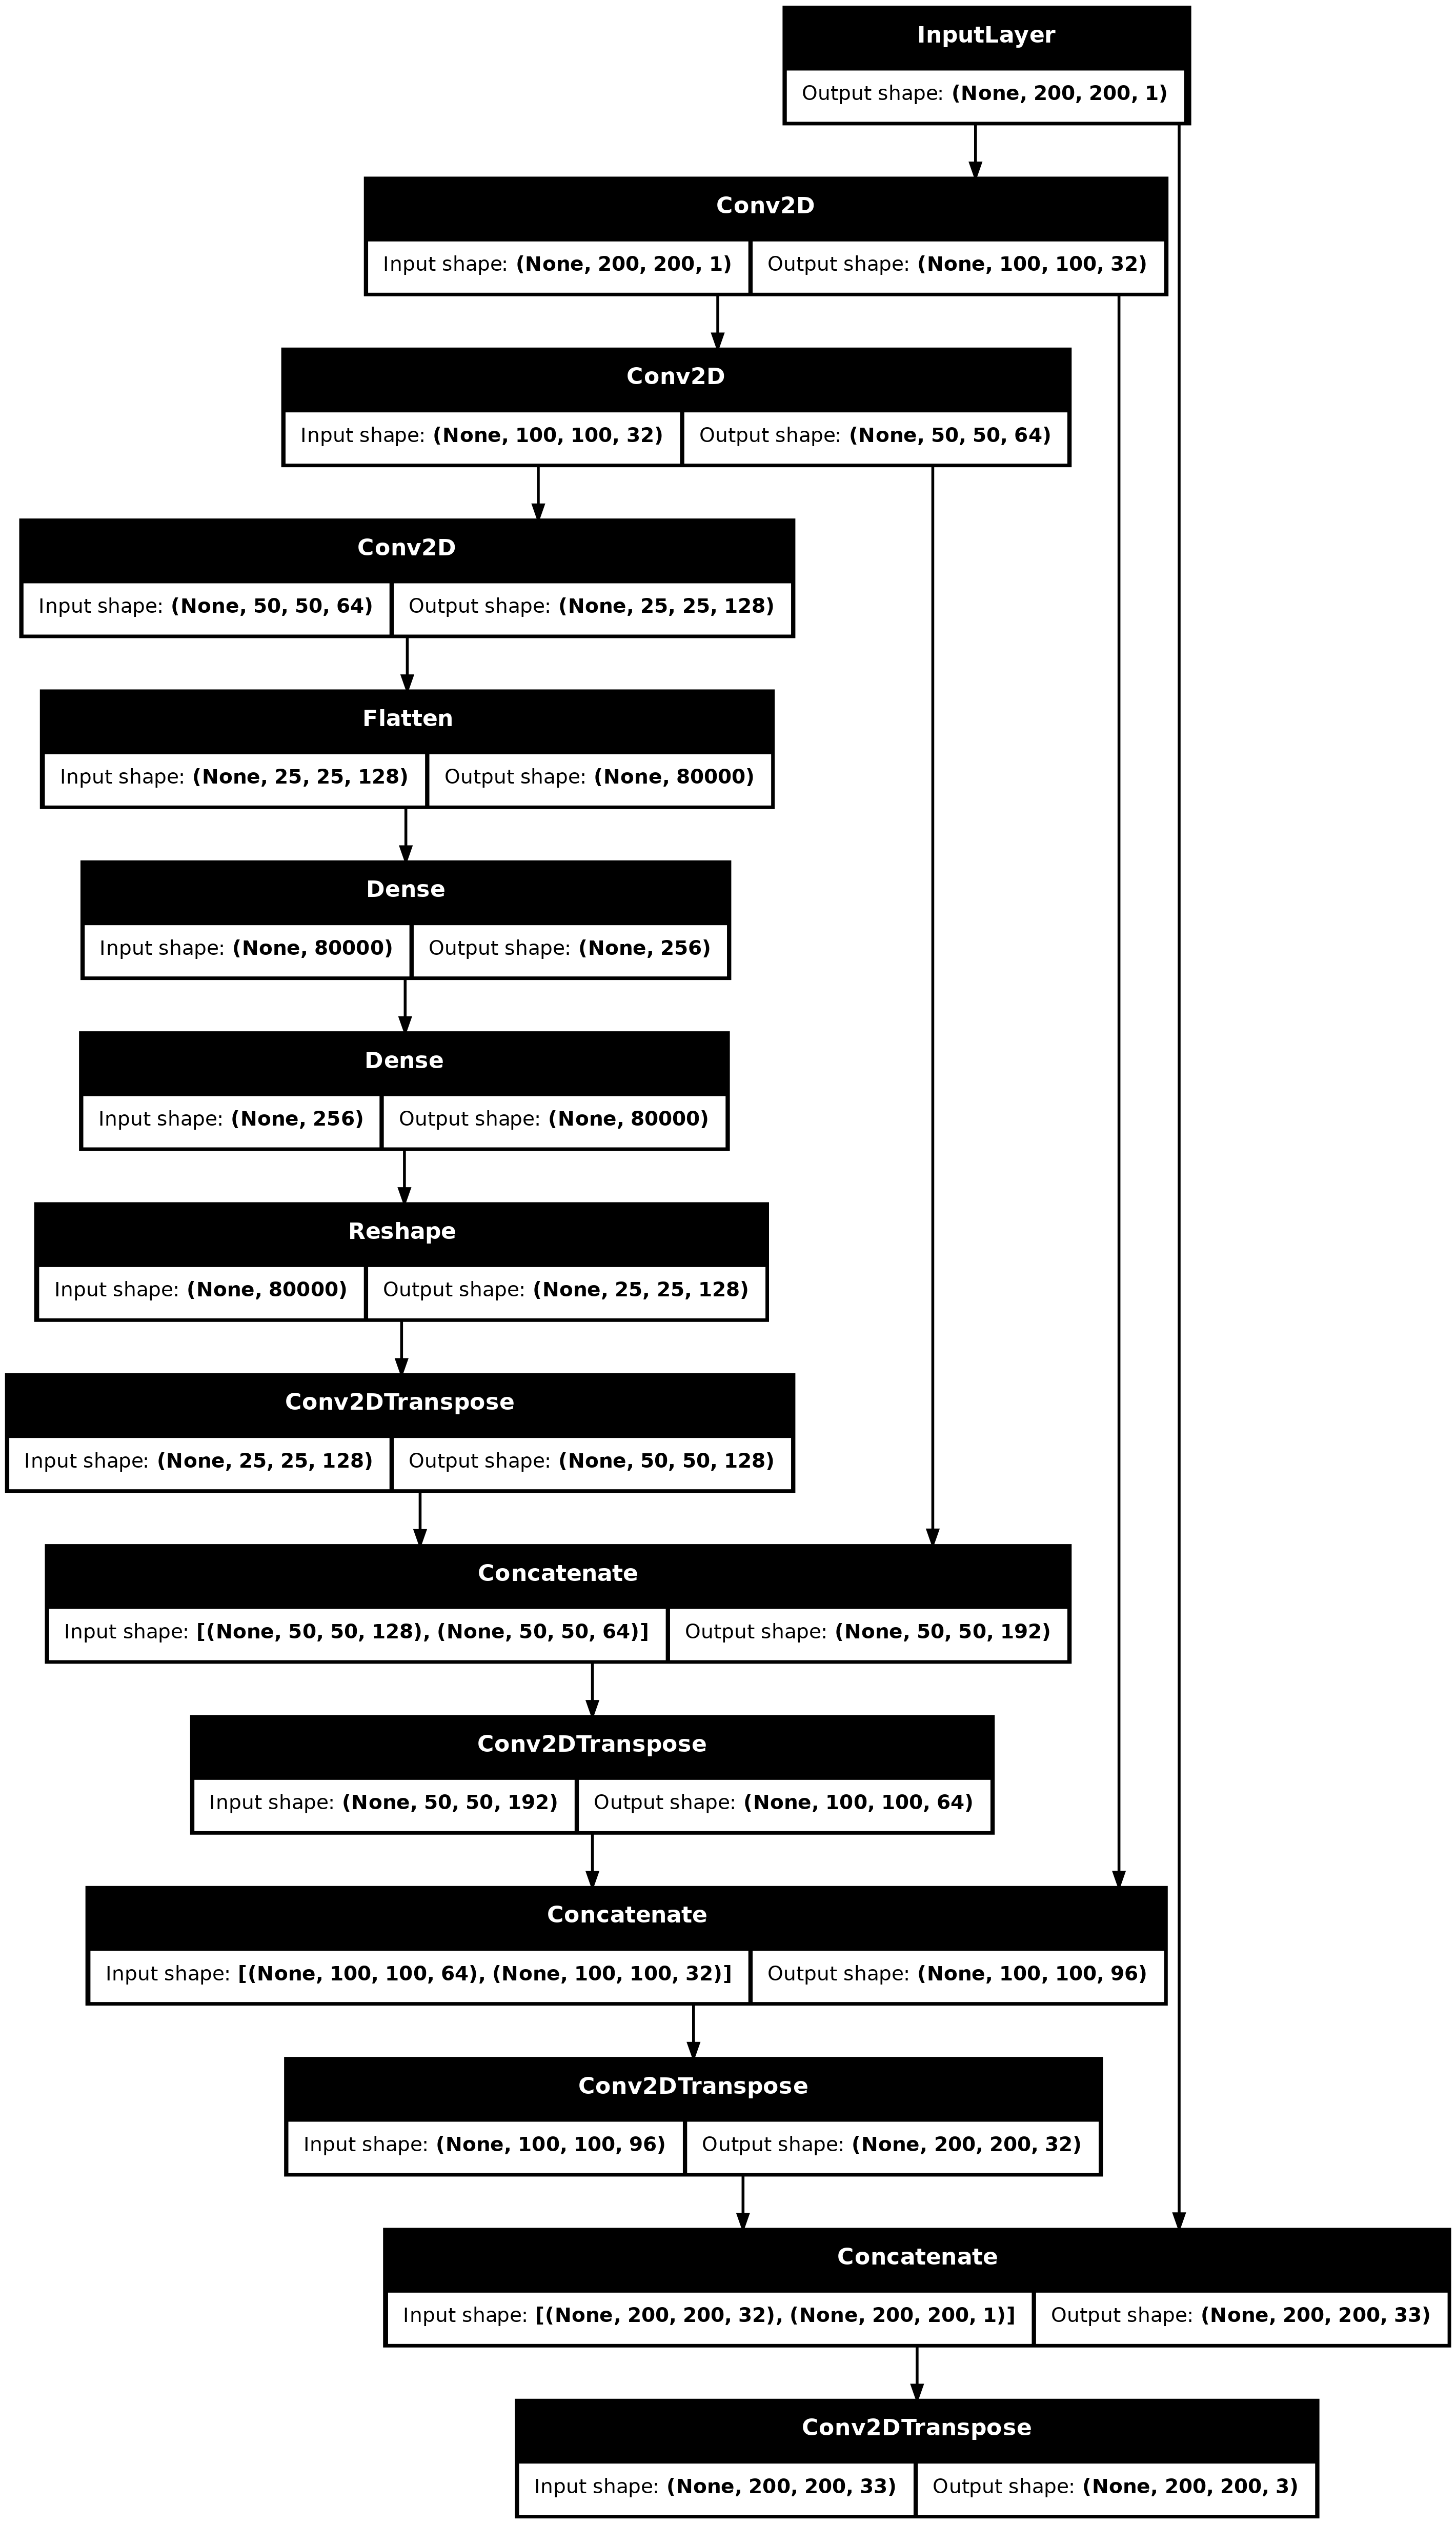 InputLayer
Output shape: (None, 200, 200, 1)
Conv2D
Input shape: (None, 200, 200, 1) Output shape: (None, 100, 100, 32)
Conv2D
Input shape: (None, 100, 100, 32) Output shape: (None, 50, 50, 64)
Conv2D
Input shape: (None, 50, 50, 64) Output shape: (None, 25, 25, 128)
Flatten
Input shape: (None, 25, 25, 128) Output shape: (None, 80000)
Dense
Input shape: (None, 80000) Output shape: (None, 256)
Dense
Input shape: (None, 256) Output shape: (None, 80000)
Reshape
Input shape: (None, 80000) Output shape: (None, 25, 25, 128)
Conv2DTranspose
Input shape: (None, 25, 25, 128) Output shape: (None, 50, 50, 128)
Concatenate
Input shape: [(None, 50, 50, 128), (None, 50, 50, 64)] Output shape: (None, 50, 50, 192)
Conv2DTranspose
Input shape: (None, 50, 50, 192) Output shape: (None, 100, 100, 64)
Concatenate
Input shape: [(None, 100, 100, 64), (None, 100, 100, 32)] Output shape: (None, 100, 100, 96)
Conv2DTranspose
Input shape: (None, 100, 100, 96) Output shape: (None, 200, 200, 32)
Concatenate
Input shape: [(None, 200, 200, 32), (None, 200, 200, 1)] Output shape: (None, 200, 200, 33)
Conv2DTranspose
Input shape: (None, 200, 200, 33) Output shape: (None, 200, 200, 3)